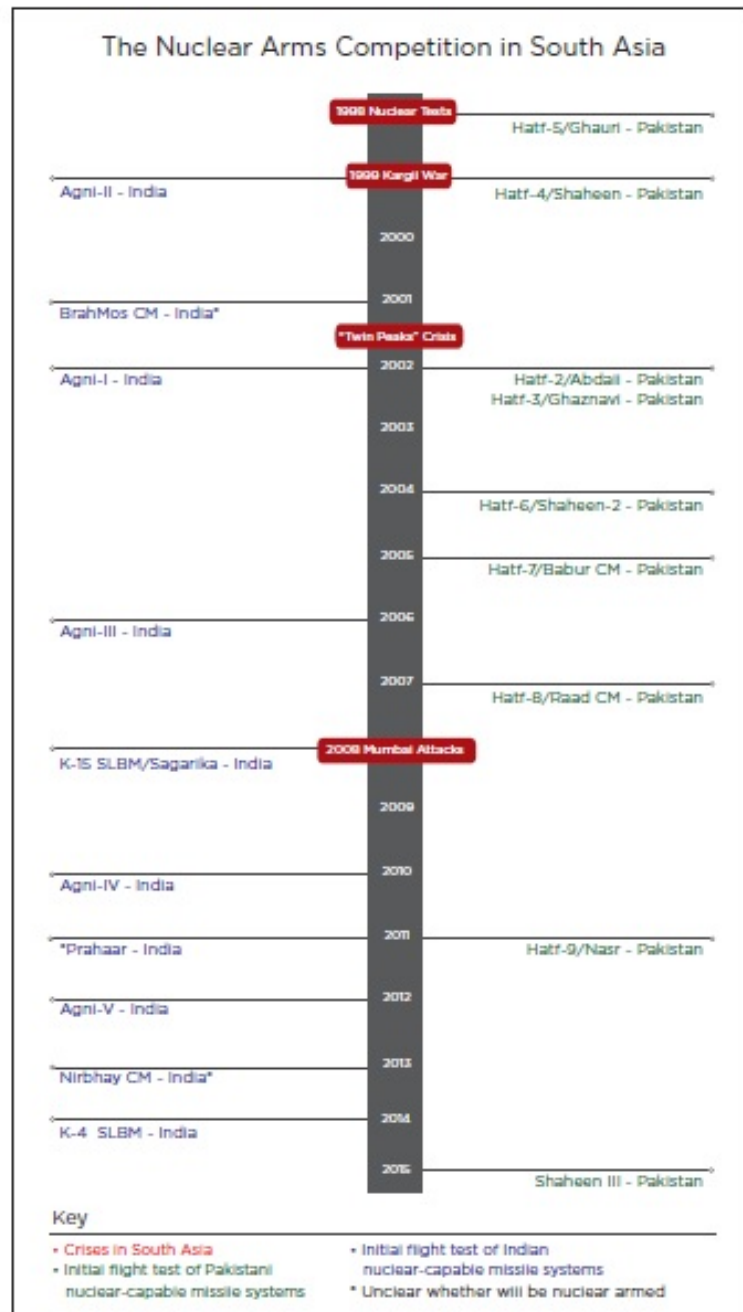 The Nuclear Arms Competition in South Asia
1998 Nuclear Tests
Hatf-5/Ghauri - Pakistan
1999 Kargil War
Agni-II - India
Hatf-4/Shaheen - Pakistan
2000
2001
BrahMos CM - India*
"Twin Peaks" Crisis
2002
Agni-I - India
Hatf-2/Abdali - Pakistan
Hatf-3/Ghaznavi - Pakistan
2003
2004
Hatf-6/Shaheen-2 - Pakistan
2005
Hatf-7/Babur CM - Pakistan
2006
Agni-III - India
2007
Hatf-8/Raad CM - Pakistan
2008 Mumbai Attacks
K-15 SLBM/Sagarika - India
2009
2010
Agni-IV - India
2011
*Prahaar - India
Hatf-9/Nasr - Pakistan
2012
Agni-V - India
2013
Nirbhay CM - India*
2014
K-4 SLBM - India
2015
Shaheen III - Pakistan
Key
• Crises in South Asia
• Initial flight test of Pakistani
nuclear-capable missile systems
• Initial flight test of Indian
nuclear-capable missile systems
* Unclear whether will be nuclear armed